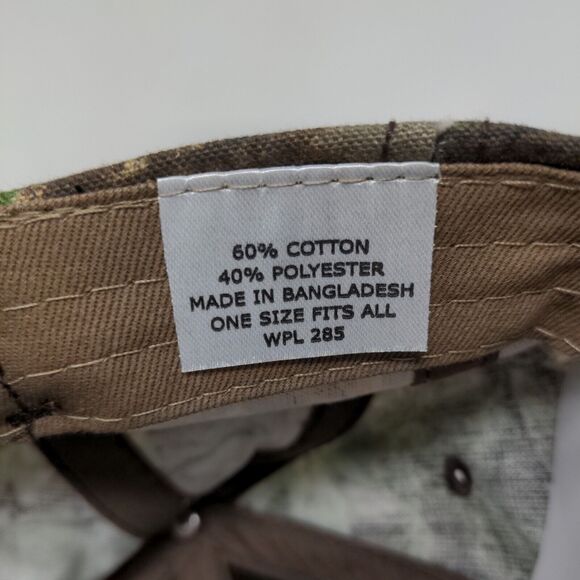 60% COTTON
40% POLYESTER
MADE IN BANGLADESH
ONE SIZE FITS ALL
WPL 285